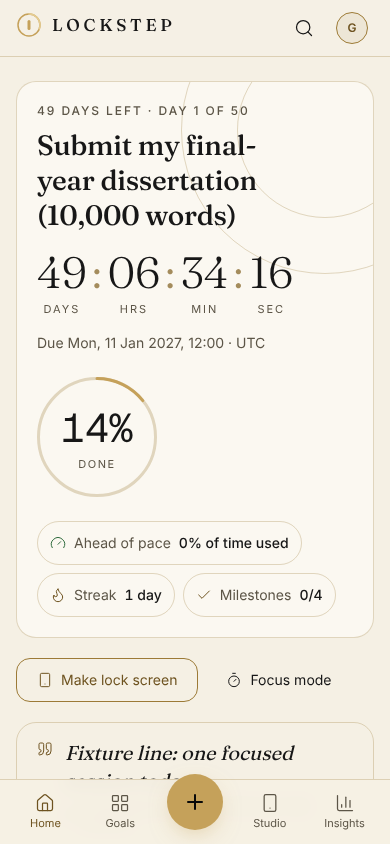 LOCKSTEP
G
49 DAYS LEFT · DAY 1 OF 50
Submit my final-
year dissertation
(10,000 words)
49:06:34:16
DAYS HRS MIN SEC
Due Mon, 11 Jan 2027, 12:00 · UTC
14%
DONE
Ahead of pace 0% of time used
Streak 1 day
Milestones 0/4
Make lock screen
Focus mode
Fixture line: one focused
session today
Home
Goals
Studio
Insights